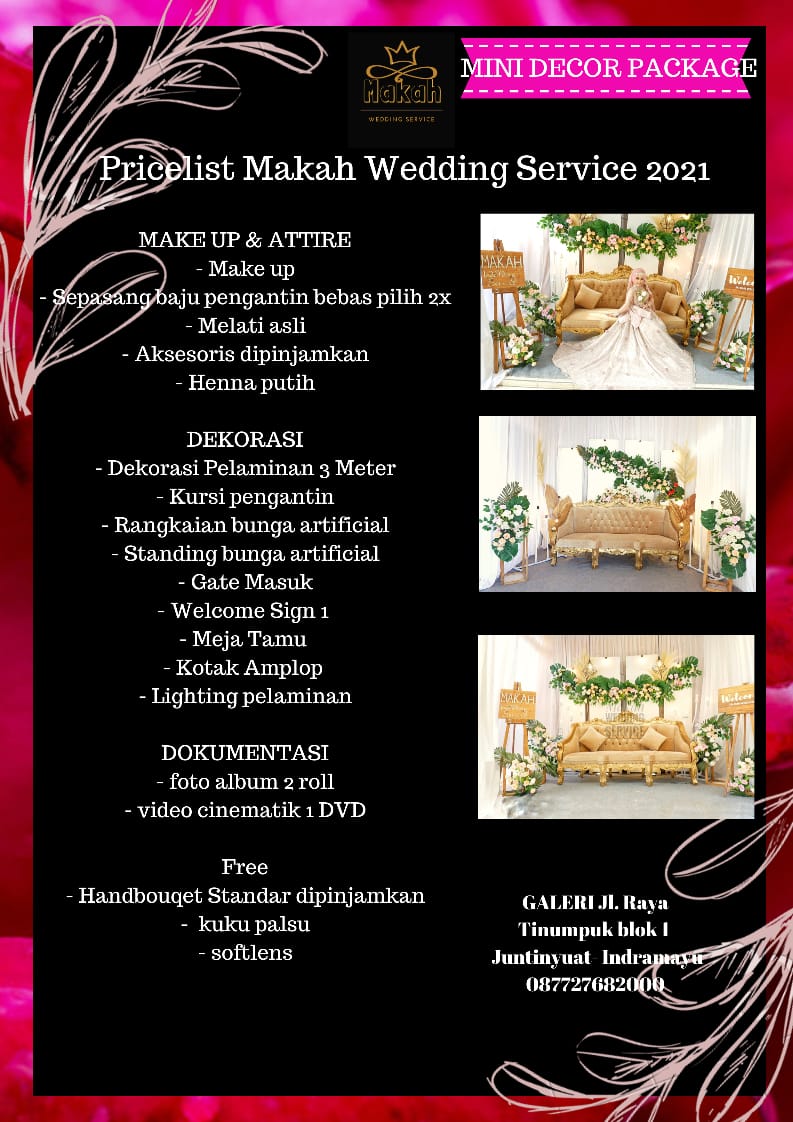 Makah
WEDDING SERVICE
MINI DECOR PACKAGE
Pricelist Makah Wedding Service 2021
MAKE UP & ATTIRE
- Make up
- Sepasang baju pengantin bebas pilih 2x
- Melati asli
- Aksesoris dipinjamkan
- Henna putih
DEKORASI
- Dekorasi Pelaminan 3 Meter
- Kursi pengantin
- Rangkaian bunga artificial
- Standing bunga artificial
- Gate Masuk
- Welcome Sign 1
- Meja Tamu
- Kotak Amplop
- Lighting pelaminan
DOKUMENTASI
- foto album 2 roll
- video cinematik 1 DVD
Free
- Handbouqet Standar dipinjamkan
- kuku palsu
- softlens
MAKAH
MAKAH
WEDDING
SERVICE
Welcome
GALERI Jl. Raya
Tinumpuk blok I
Juntinyuat- Indramayu
087727682000